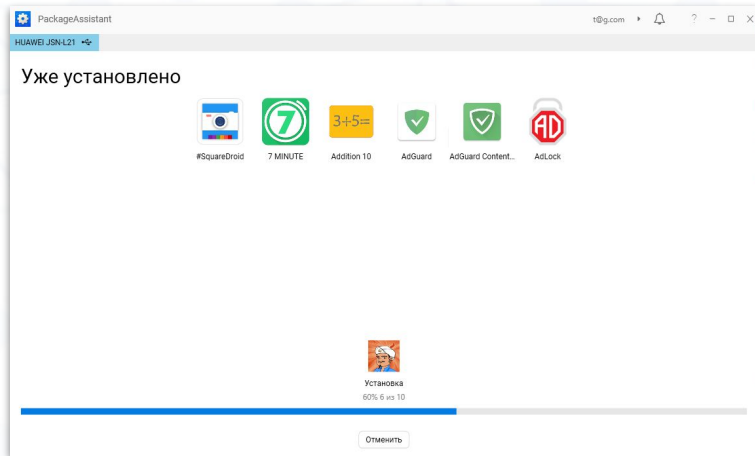 PackageAssistant
t@g.com
HUAWEI JSN-L21
Уже установлено
7
3÷5=
AD
#SquareDroid
7 MINUTE
Addition 10
AdGuard
AdGuard Content...
AdLock
Установка
60% 6 из 10
Отменить